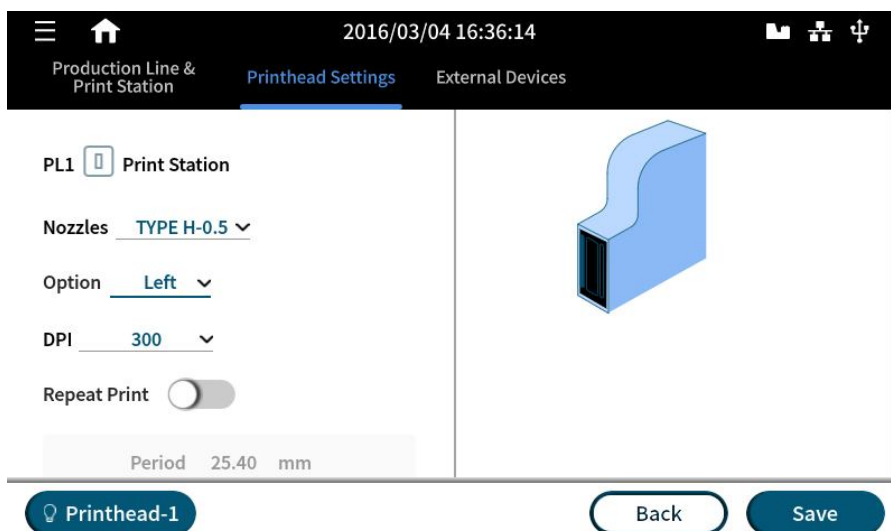 2016/03/04 16:36:14
Production Line &
Print Station
Printhead Settings
External Devices
PL1 Print Station
Nozzles TYPE H-0.5
Option Left
DPI 300
Repeat Print
Period 25.40 mm
Printhead-1
Back
Save